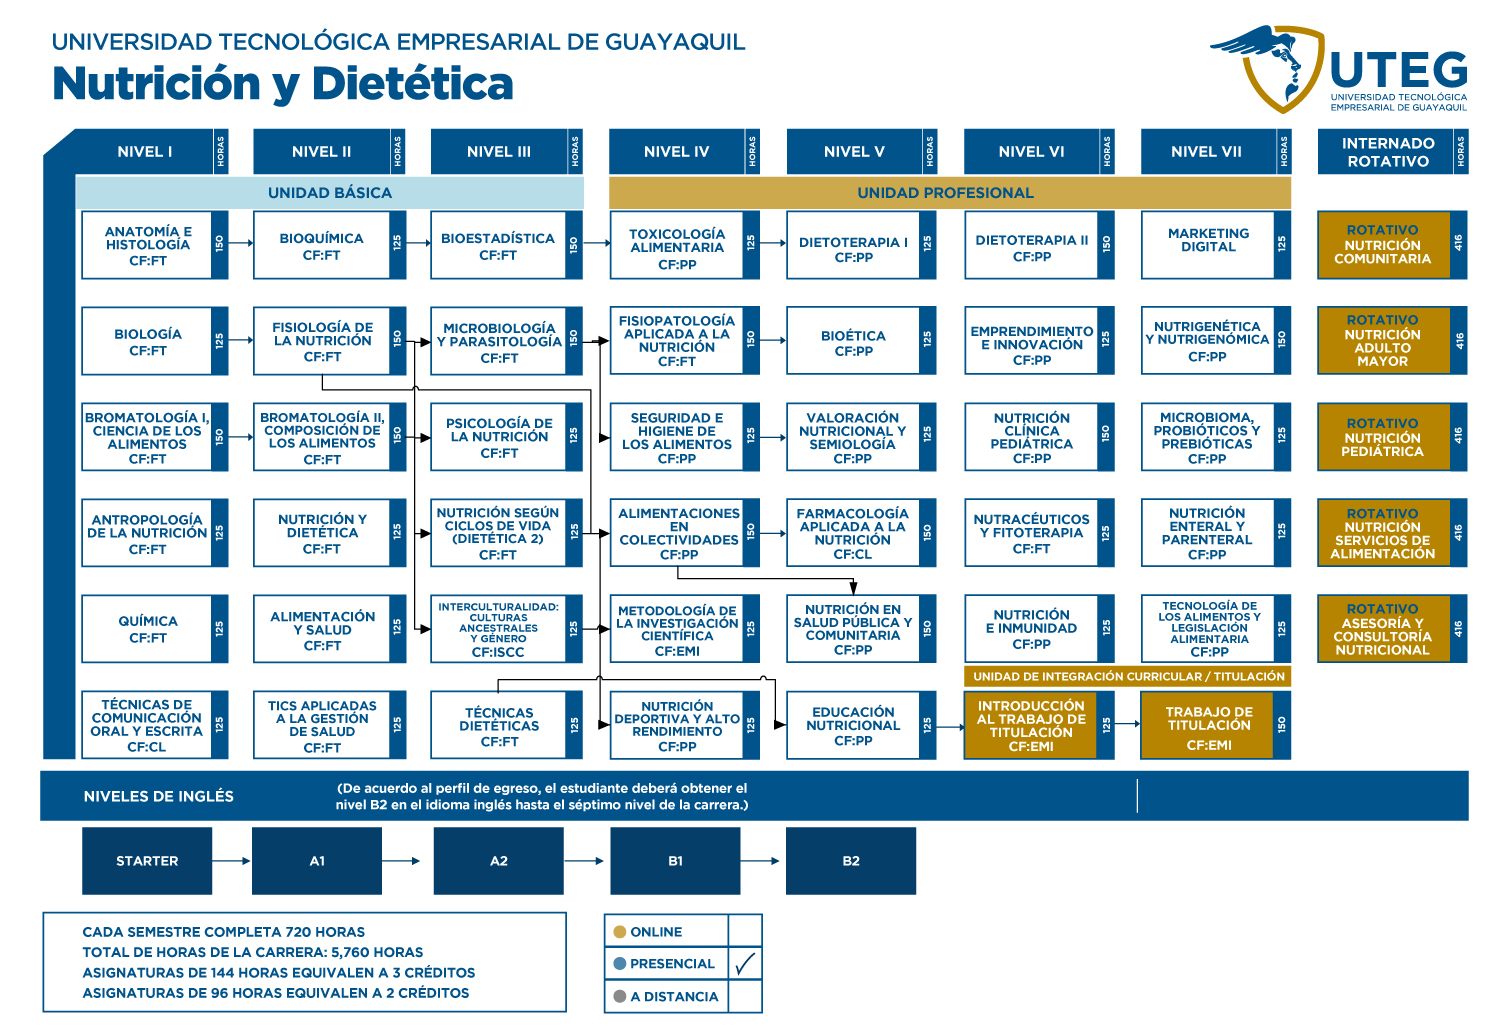 UNIVERSIDAD TECNOLÓGICA EMPRESARIAL DE GUAYAQUIL
Nutrición y Dietética
UTEG
UNIVERSIDAD TECNOLÓGICA
EMPRESARIAL DE GUAYAQUIL
NIVEL I
HORAS
NIVEL II
HORAS
NIVEL III
HORAS
NIVEL IV
HORAS
NIVEL V
HORAS
NIVEL VI
HORAS
NIVEL VII
HORAS
INTERNADO
ROTATIVO
HORAS
UNIDAD BÁSICA
UNIDAD PROFESIONAL
ANATOMÍA E
HISTOLOGÍA
CF:FT
150
BIOQUÍMICA
CF:FT
125
BIOESTADÍSTICA
CF:FT
150
TOXICOLOGÍA
ALIMENTARIA
CF:PP
125
DIETOTERAPIA I
CF:PP
125
DIETOTERAPIA II
CF:PP
150
MARKETING
DIGITAL
125
ROTATIVO
NUTRICIÓN
COMUNITARIA
416
BIOLOGÍA
CF:FT
125
FISIOLOGÍA DE
LA NUTRICIÓN
CF:FT
150
MICROBIOLOGÍA
Y PARASITOLOGÍA
CF:FT
150
FISIOPATOLOGÍA
APLICADA A LA
NUTRICIÓN
CF:FT
150
BIOÉTICA
CF:PP
125
EMPRENDIMIENTO
E INNOVACIÓN
CF:PP
125
NUTRIGENÉTICA
Y NUTRIGENÓMICA
CF:PP
150
ROTATIVO
NUTRICIÓN
ADULTO
MAYOR
416
BROMATOLOGÍA I,
CIENCIA DE LOS
ALIMENTOS
CF:FT
150
BROMATOLOGÍA II,
COMPOSICIÓN DE
LOS ALIMENTOS
CF:FT
150
PSICOLOGÍA DE
LA NUTRICIÓN
CF:FT
125
SEGURIDAD E
HIGIENE DE
LOS ALIMENTOS
CF:PP
125
VALORACIÓN
NUTRICIONAL Y
SEMIOLOGÍA
CF:PP
125
NUTRICIÓN
CLÍNICA
PEDIÁTRICA
CF:PP
150
MICROBIOMA,
PROBIÓTICOS Y
PREBIÓTICAS
CF:PP
125
ROTATIVO
NUTRICIÓN
PEDIÁTRICA
416
ANTROPOLOGÍA
DE LA NUTRICIÓN
CF:FT
125
NUTRICIÓN Y
DIETÉTICA
CF:FT
125
NUTRICIÓN SEGÚN
CICLOS DE VIDA
(DIETÉTICA 2)
CF:FT
125
ALIMENTACIONES
EN
COLECTIVIDADES
CF:PP
150
FARMACOLOGÍA
APLICADA A LA
NUTRICIÓN
CF:CL
150
NUTRACÉUTICOS
Y FITOTERAPIA
CF:FT
125
NUTRICIÓN
ENTERAL Y
PARENTERAL
CF:PP
125
ROTATIVO
NUTRICIÓN
SERVICIOS DE
ALIMENTACIÓN
416
QUÍMICA
CF:FT
125
ALIMENTACIÓN
Y SALUD
CF:FT
125
INTERCULTURALIDAD:
CULTURAS
ANCESTRALES
Y GÉNERO
CF:ISCC
125
METODOLOGÍA DE
LA INVESTIGACIÓN
CIENTÍFICA
CF:EMI
125
NUTRICIÓN EN
SALUD PÚBLICA Y
COMUNITARIA
CF:PP
150
NUTRICIÓN
E INMUNIDAD
CF:PP
125
TECNOLOGÍA DE
LOS ALIMENTOS Y
LEGISLACIÓN
ALIMENTARIA
CF:PP
125
ROTATIVO
ASESORÍA Y
CONSULTORÍA
NUTRICIONAL
416
UNIDAD DE INTEGRACIÓN CURRICULAR / TITULACIÓN
TÉCNICAS DE
COMUNICACIÓN
ORAL Y ESCRITA
CF:CL
125
TICS APLICADAS
A LA GESTIÓN
DE SALUD
CF:FT
125
TÉCNICAS
DIETÉTICAS
CF:FT
125
NUTRICIÓN
DEPORTIVA Y ALTO
RENDIMIENTO
CF:PP
125
EDUCACIÓN
NUTRICIONAL
CF:PP
125
INTRODUCCIÓN
AL TRABAJO DE
TITULACIÓN
CF:EMI
125
TRABAJO DE
TITULACIÓN
CF:EMI
150
NIVELES DE INGLÉS
(De acuerdo al perfil de egreso, el estudiante deberá obtener el
nivel B2 en el idioma inglés hasta el séptimo nivel de la carrera.)
STARTER
A1
A2
B1
B2
CADA SEMESTRE COMPLETA 720 HORAS
TOTAL DE HORAS DE LA CARRERA: 5,760 HORAS
ASIGNATURAS DE 144 HORAS EQUIVALEN A 3 CRÉDITOS
ASIGNATURAS DE 96 HORAS EQUIVALEN A 2 CRÉDITOS
ONLINE
PRESENCIAL
A DISTANCIA